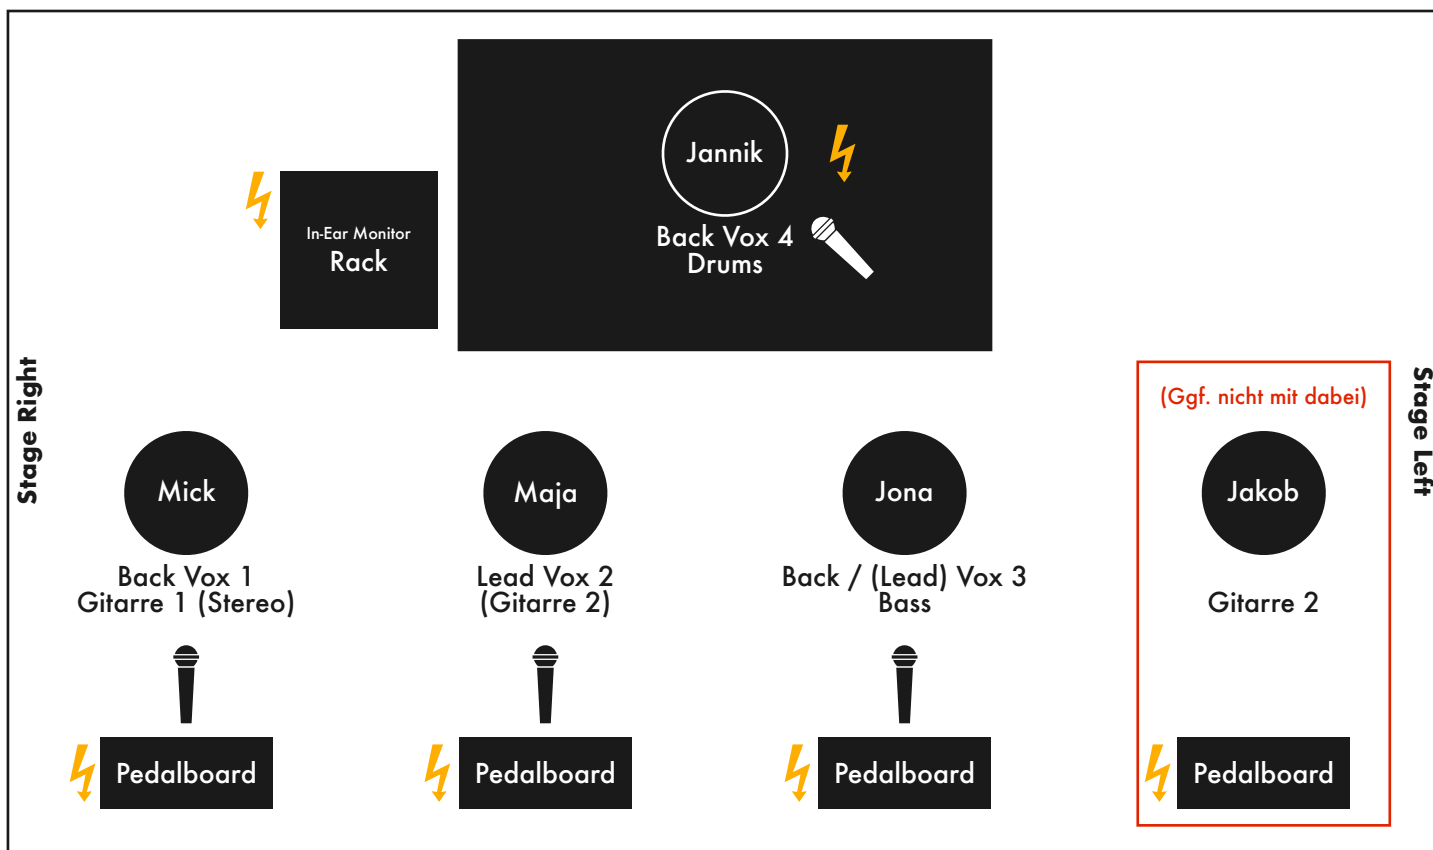 Jannik
Back Vox 4
Drums
In-Ear Monitor
Rack
Stage Right
Stage Left
(Ggf. nicht mit dabei)
Mick
Maja
Jona
Jakob
Back Vox 1
Gitarre 1 (Stereo)
Lead Vox 2
(Gitarre 2)
Back / (Lead) Vox 3
Bass
Gitarre 2
Pedalboard
Pedalboard
Pedalboard
Pedalboard